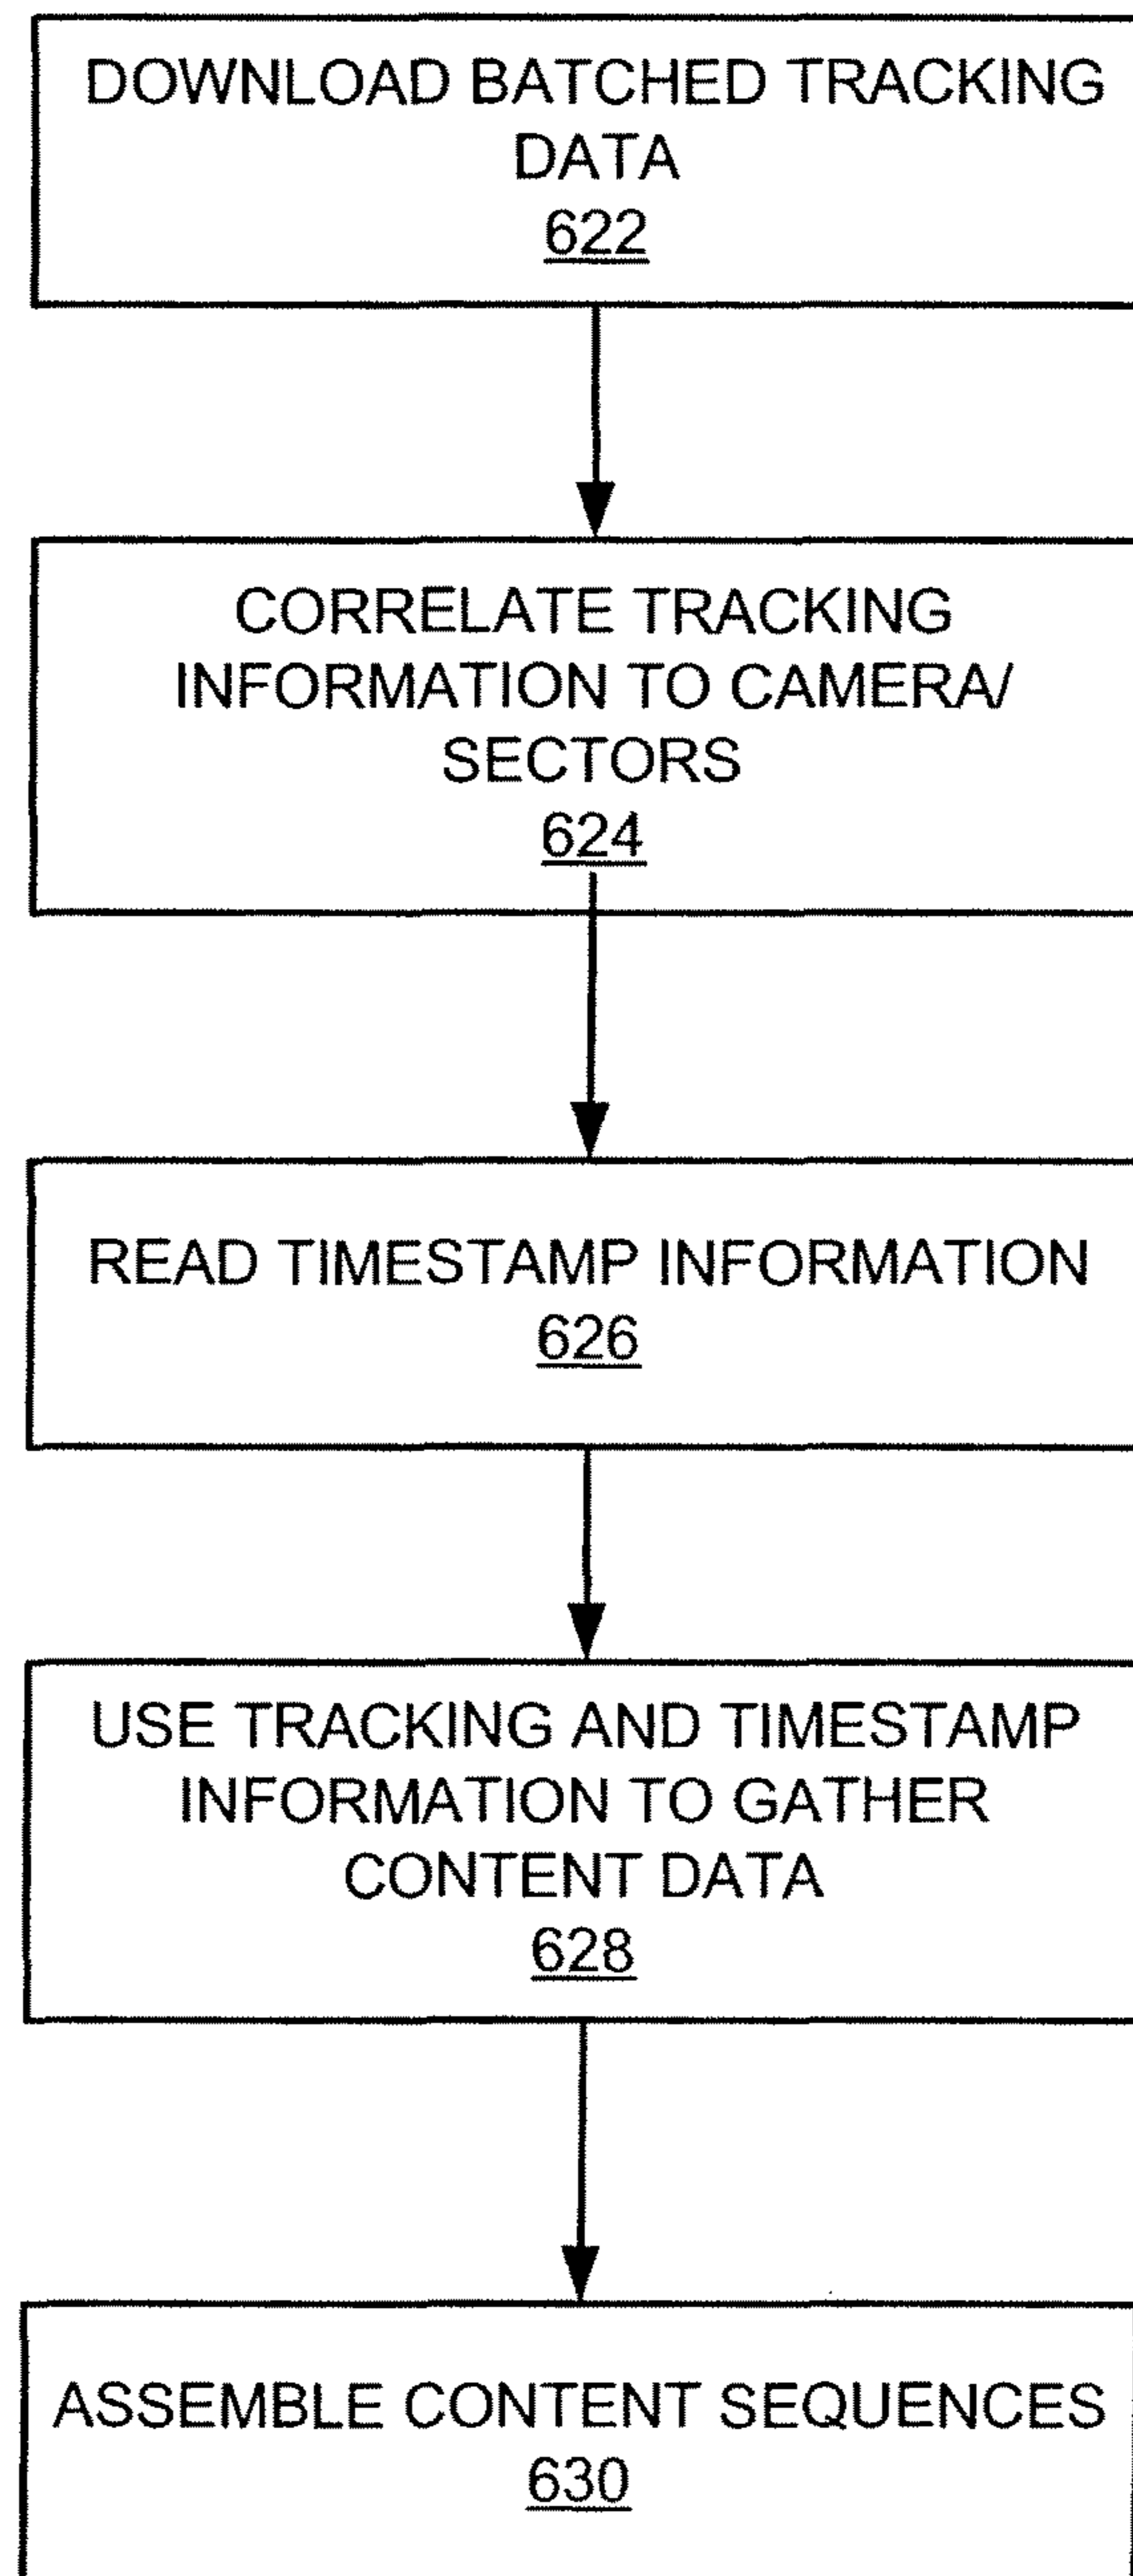 DOWNLOAD BATCHED TRACKING
DATA
622
CORRELATE TRACKING
INFORMATION TO CAMERA/
SECTORS
624
READ TIMESTAMP INFORMATION
626
USE TRACKING AND TIMESTAMP
INFORMATION TO GATHER
CONTENT DATA
628
ASSEMBLE CONTENT SEQUENCES
630